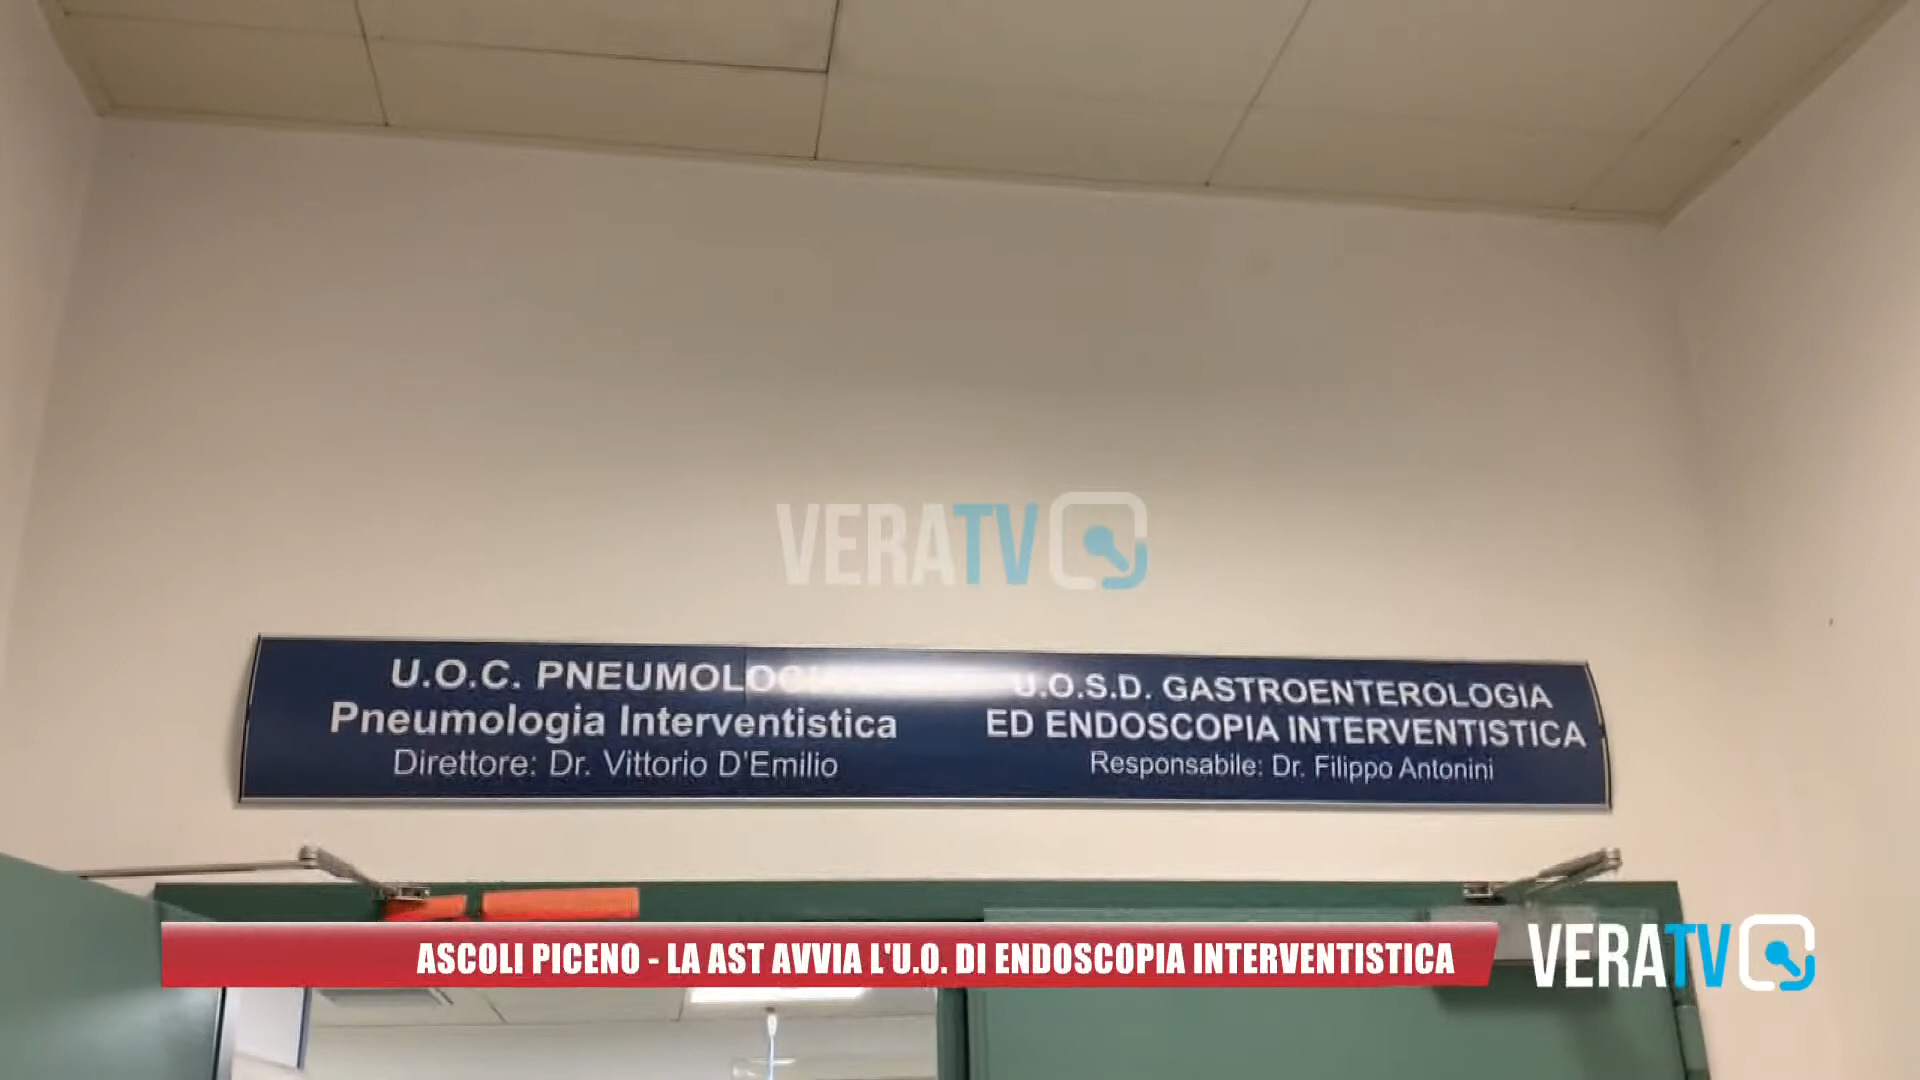 VERATV
U.O.C. PNEUMOLOGIA
Pneumologia Interventistica
Direttore: Dr. Vittorio D'Emilio
U.O.S.D. GASTROENTEROLOGIA
ED ENDOSCOPIA INTERVENTISTICA
Responsabile: Dr. Filippo Antonini
ASCOLI PICENO - LA AST AVVIA L'U.O. DI ENDOSCOPIA INTERVENTISTICA
VERATV